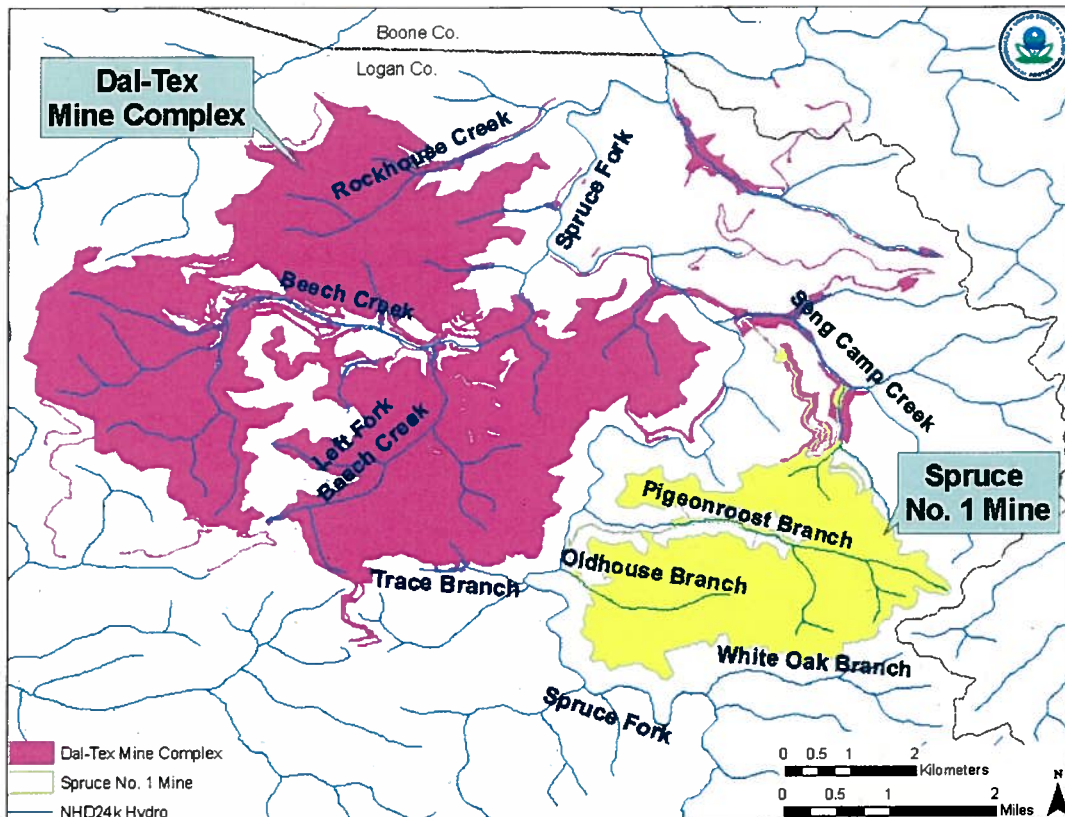 Boone Co.
Logan Co.
Dal-Tex
Mine Complex
Rockhouse Creek
Spruce Fork
Beech Creek
Seng Camp Creek
Left Fork
Beech Creek
Spruce
No. 1 Mine
Pigeonroost Branch
Oldhouse Branch
Trace Branch
White Oak Branch
Spruce Fork
Dal-Tex Mine Complex
Spruce No. 1 Mine
NHD24k Hydro
0 0.5 1 2
Kilometers
0 0.5 1 2
Miles
N